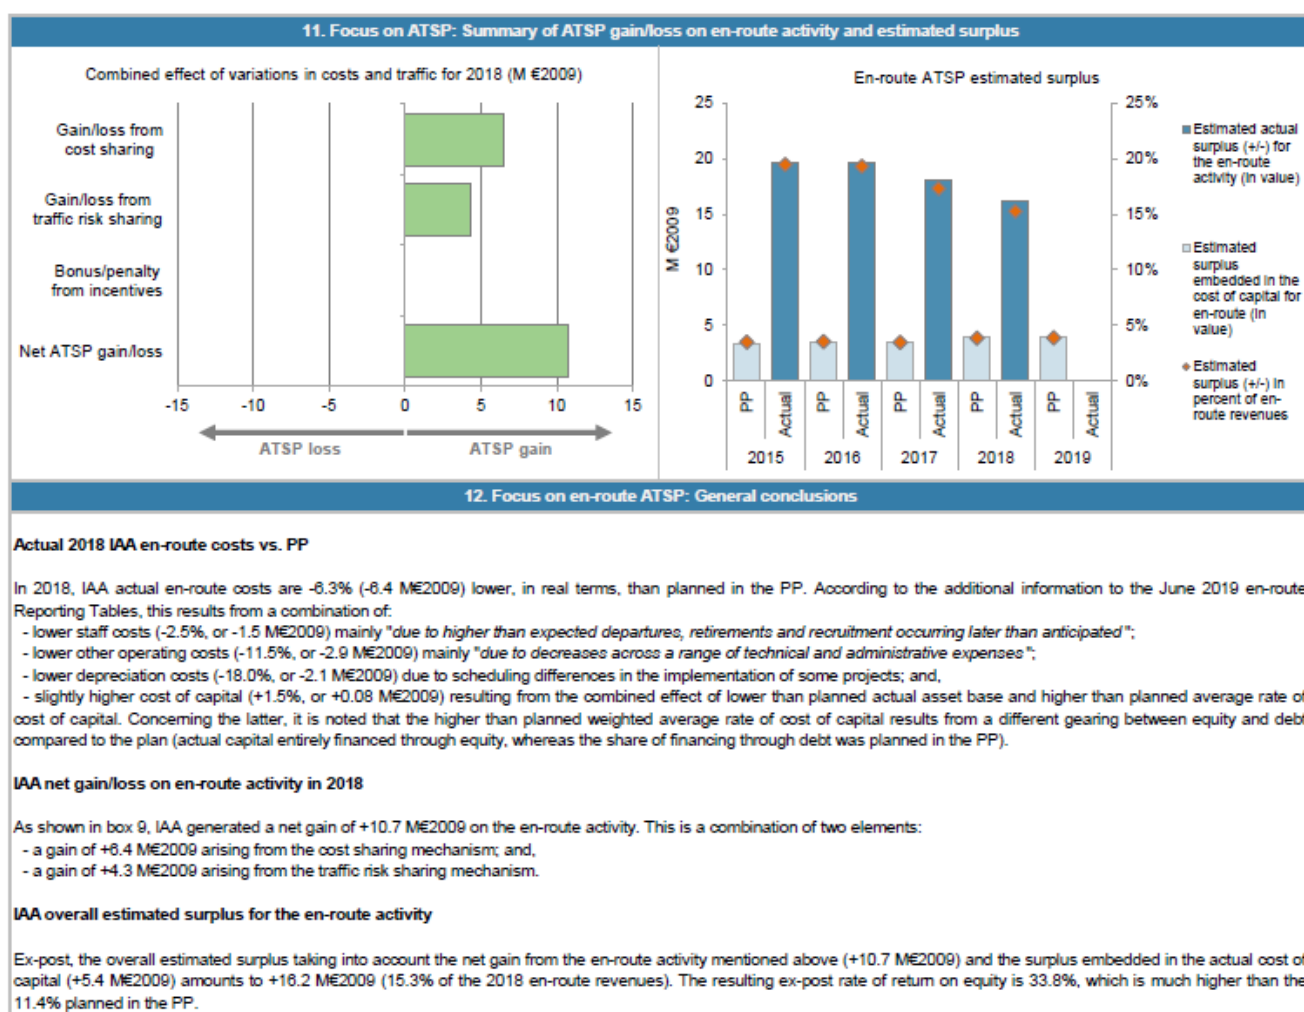 11. Focus on ATSP: Summary of ATSP gain/loss on en-route activity and estimated surplus
Combined effect of variations in costs and traffic for 2018 (M €2009)
Gain/loss from
cost sharing
Gain/loss from
traffic risk sharing
Bonus/penalty
from incentives
Net ATSP gain/loss
-15 -10 -5 0 5 10 15
ATSP loss ATSP gain
En-route ATSP estimated surplus
M €2009
25 25%
20 20%
15 15%
10 10%
5 5%
0 0%
PP Actual PP Actual PP Actual PP Actual PP Actual
2015 2016 2017 2018 2019
Estimated actual
surplus (+/-) for
the en-route
activity (in value)
Estimated
surplus
embedded in the
cost of capital for
en-route (in
value)
Estimated
surplus (+/-) in
percent of en-
route revenues
12. Focus on en-route ATSP: General conclusions
Actual 2018 IAA en-route costs vs. PP
In 2018, IAA actual en-route costs are -6.3% (-6.4 M€2009) lower, in real terms, than planned in the PP. According to the additional information to the June 2019 en-route
Reporting Tables, this results from a combination of:
- lower staff costs (-2.5%, or -1.5 M€2009) mainly "due to higher than expected departures, retirements and recruitment occurring later than anticipated";
- lower other operating costs (-11.5%, or -2.9 M€2009) mainly "due to decreases across a range of technical and administrative expenses";
- lower depreciation costs (-18.0%, or -2.1 M€2009) due to scheduling differences in the implementation of some projects; and,
- slightly higher cost of capital (+1.5%, or +0.08 M€2009) resulting from the combined effect of lower than planned actual asset base and higher than planned average rate of
cost of capital. Concerning the latter, it is noted that the higher than planned weighted average rate of cost of capital results from a different gearing between equity and debt
compared to the plan (actual capital entirely financed through equity, whereas the share of financing through debt was planned in the PP).
IAA net gain/loss on en-route activity in 2018
As shown in box 9, IAA generated a net gain of +10.7 M€2009 on the en-route activity. This is a combination of two elements:
- a gain of +6.4 M€2009 arising from the cost sharing mechanism; and,
- a gain of +4.3 M€2009 arising from the traffic risk sharing mechanism.
IAA overall estimated surplus for the en-route activity
Ex-post, the overall estimated surplus taking into account the net gain from the en-route activity mentioned above (+10.7 M€2009) and the surplus embedded in the actual cost of
capital (+5.4 M€2009) amounts to +16.2 M€2009 (15.3% of the 2018 en-route revenues). The resulting ex-post rate of return on equity is 33.8%, which is much higher than the
11.4% planned in the PP.